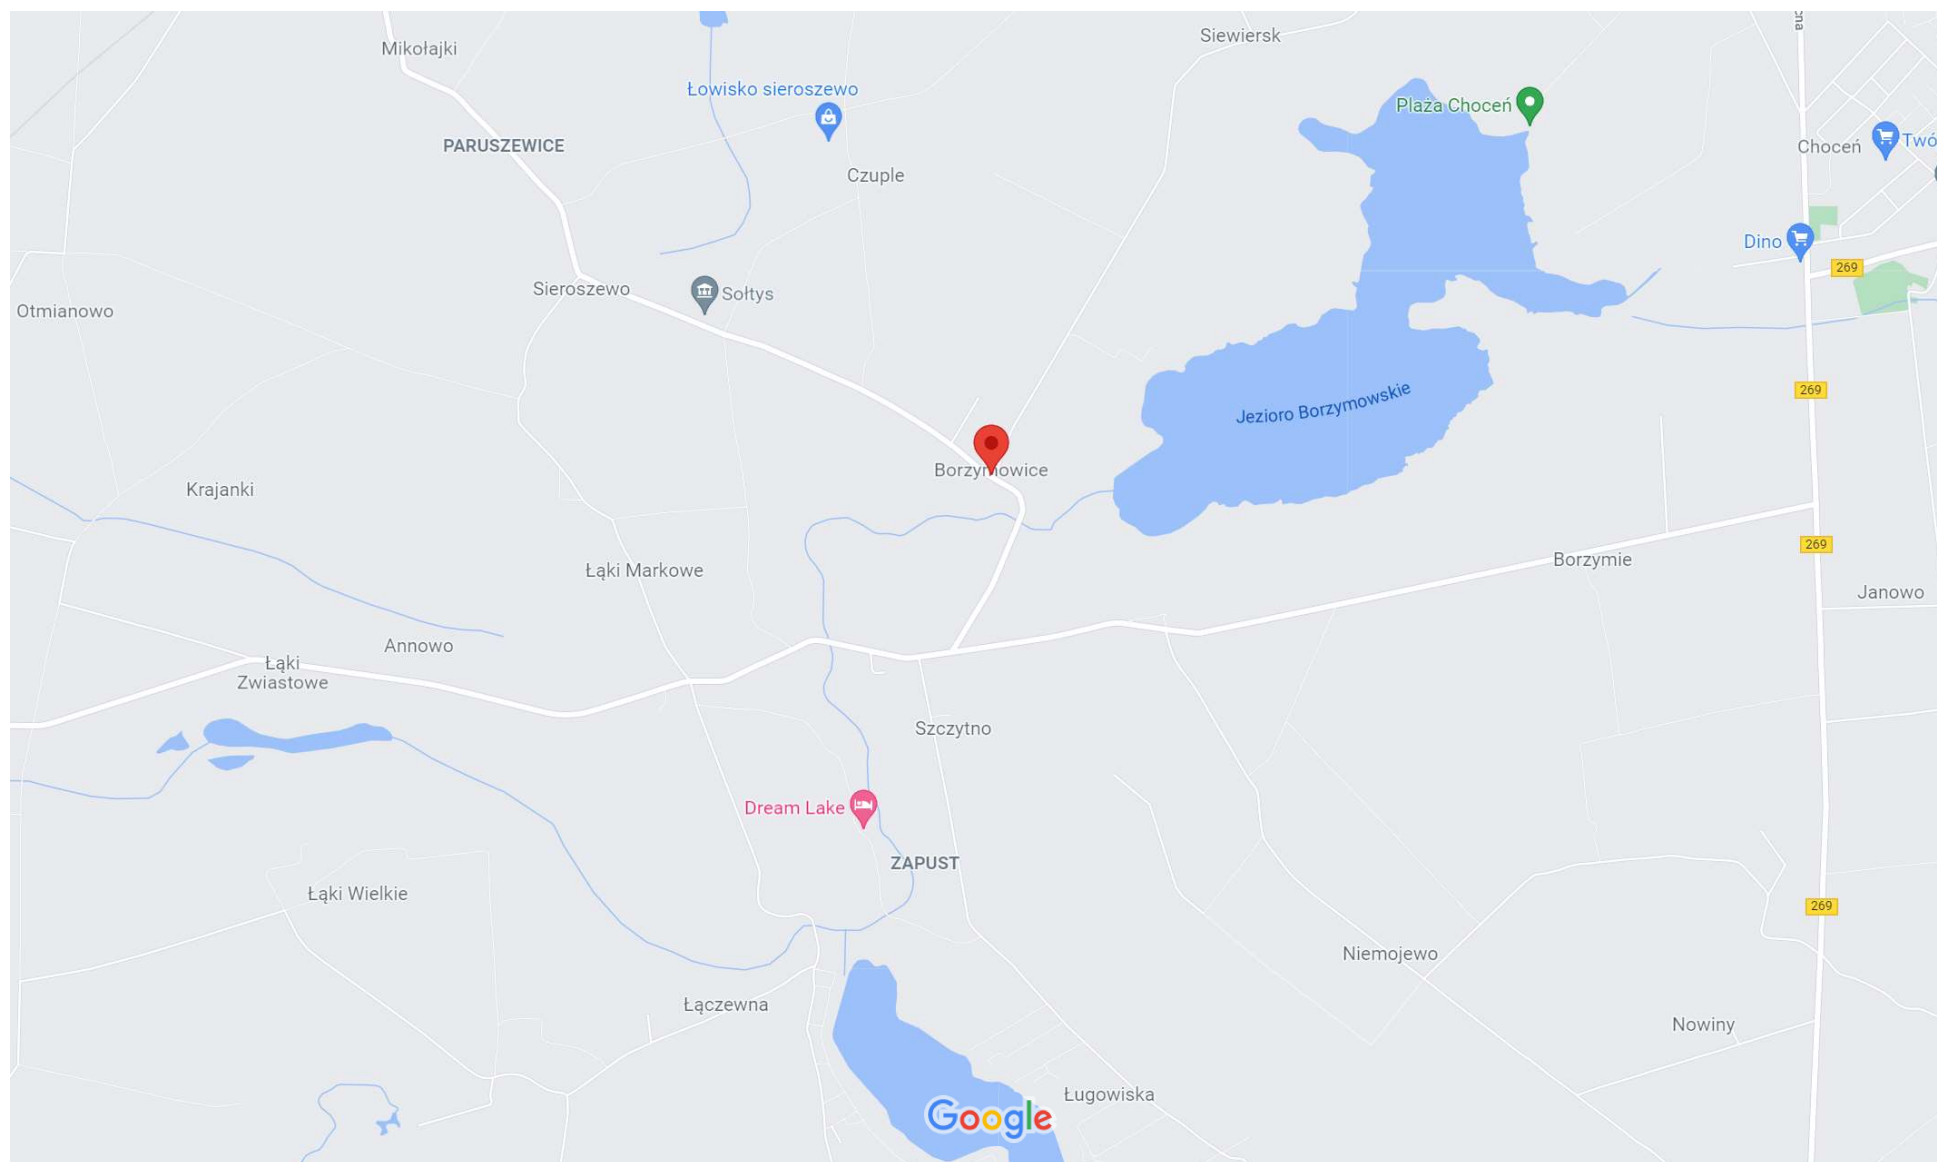 Siewiersk
Mikołajki
Łowisko sieroszewo
Plaża Choceń
PARUSZEWICE
Choceń
Twó
Czuple
Dino
269
Sieroszewo
Sołtys
Otmianowo
269
Jezioro Borzymowskie
Borzymowice
Krajanki
269
Borzymie
Łąki Markowe
Janowo
Annowo
Łąki
Zwiastowe
Szczytno
Dream Lake
ZAPUST
Łąki Wielkie
269
Niemojewo
Łączewna
Nowiny
Ługowiska
Google